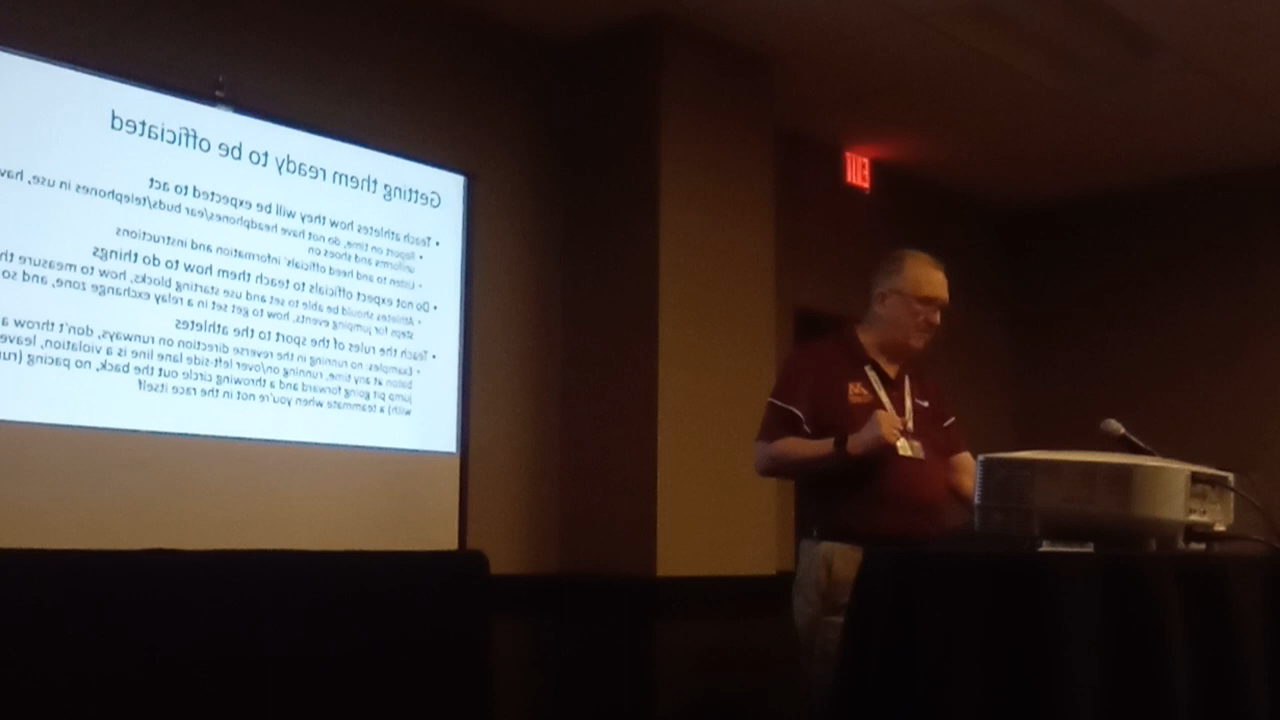 Getting them ready to be officiated
• Teach athletes how they will be expected to act
• Report on time, do not have headphones/ear buds/telephones in use, hav
uniforms and shoes on
• Listen to and heed officials' information and instructions
• Do not expect officials to teach them how to do things
• Athletes should be able to set and use starting blocks, how to measure th
steps for jumping events, how to get set in a relay exchange zone, and so
• Teach the rules of the sport to the athletes
• Examples: no running in the reverse direction on runways, don't throw a
baton at any time, running on/over left-side lane line is a violation, leave
jump pit going forward and a throwing circle out the back, no pacing (ru
with) a teammate when you're not in the race itself
EXIT